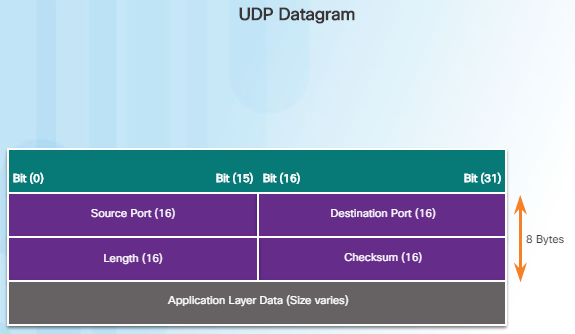 UDP Datagram
Bit (0) Bit (15) Bit (16) Bit (31)
Source Port (16) Destination Port (16)
8 Bytes
Length (16) Checksum (16)
Application Layer Data (Size varies)